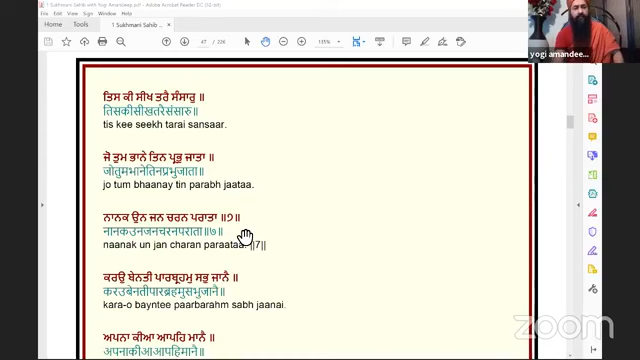 1 Sukhmani Sahib with Yogi Amandeep.pdf - Adobe Acrobat Reader DC (32-bit)
File Edit View Sign Window Help
Home Tools 1 Sukhmani Sahib ... ×
47 135%
yogi amandee...
ਤਿਸ ਕੀ ਸੀਖ ਤਰੈ ਸੰਸਾਰੁ ॥
तिसकीसीखतरैसंसारु॥
tis kee seekh tarai sansaar.
ਜੋ ਤੁਮ ਭਾਨੇ ਤਿਨ ਪ੍ਰਭੁ ਜਾਤਾ ॥
जोतुमभानेतिनप्रभुजाता॥
jo tum bhaanay tin parabh jaataa.
ਨਾਨਕ ਉਨ ਜਨ ਚਰਨ ਪਰਾਤਾ ॥੭॥
नानकउनजनचरनपराता॥७॥
naanak un jan charan paraataa. ||7||
ਕਰਉ ਬੇਨਤੀ ਪਾਰਬ੍ਰਹਮੁ ਸਭੁ ਜਾਨੈ ॥
करउबेनतीपारब्रहमुसभुजानै॥
kara-o bayntee paarbarahm sabh jaanai.
ਅਪਨਾ ਕੀਆ ਆਪਹਿ ਮਾਨੈ ॥
अपनाकीआआपहिमानै॥
zoom